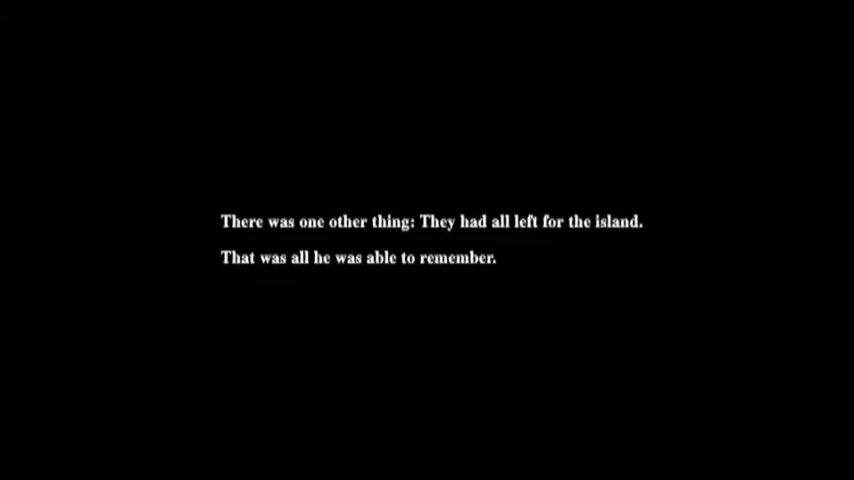 There was one other thing: They had all left for the island.
That was all he was able to remember.